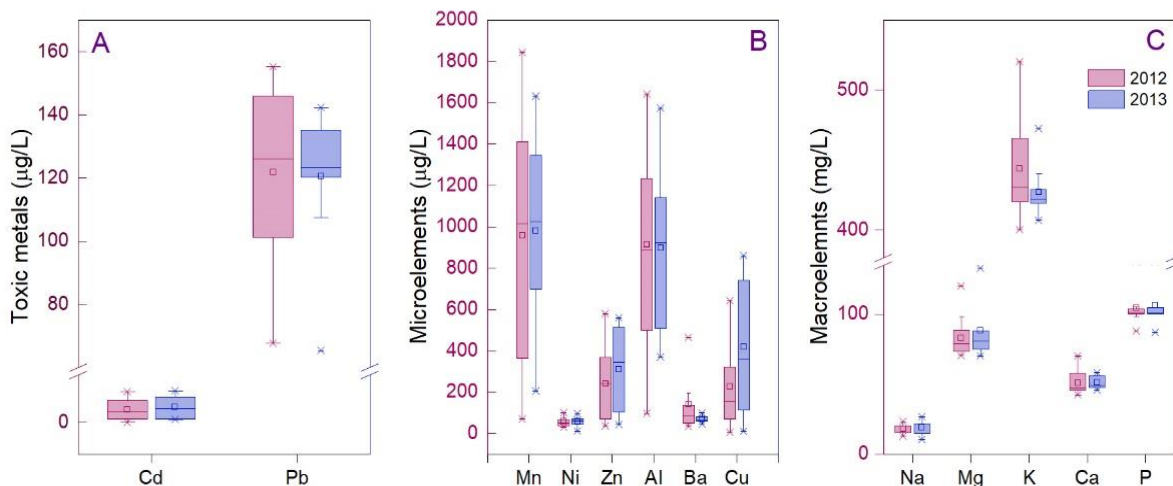 A
Toxic metals (µg/L)
160
140
120
100
80
0
Cd Pb
B
Microelements (µg/L)
2000
1800
1600
1400
1200
1000
800
600
400
200
0
Mn Ni Zn Al Ba Cu
C
2012
2013
Macroelemnts (mg/L)
500
400
100
0
Na Mg K Ca P